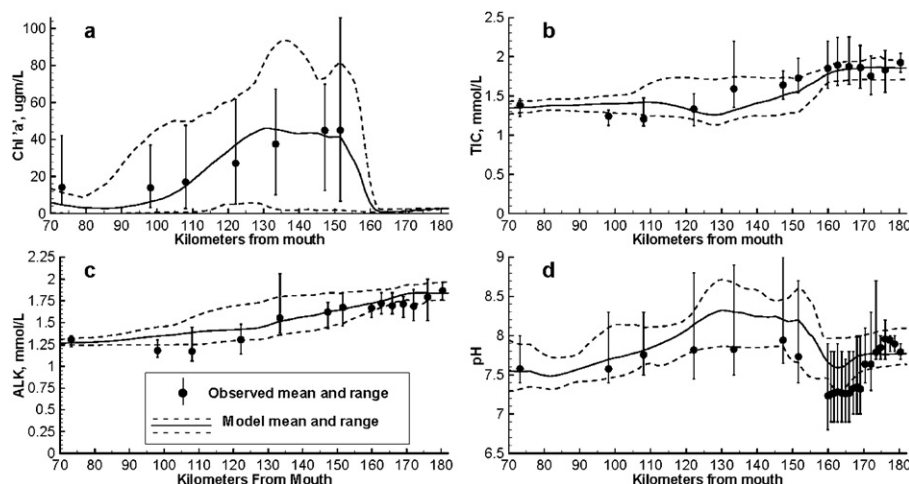 a
Chl 'a', ugm/L
100
80
60
40
20
0
70 80 90 100 110 120 130 140 150 160 170 180
Kilometers from mouth
b
TIC, mmol/L
2.5
2
1.5
1
0.5
0
70 80 90 100 110 120 130 140 150 160 170 180
Kilometers from mouth
c
ALK, mmol/L
2.25
2
1.75
1.5
1.25
1
0.75
0.5
0.25
0
Observed mean and range
Model mean and range
70 80 90 100 110 120 130 140 150 160 170 180
Kilometers From Mouth
d
pH
9
8.5
8
7.5
7
6.5
70 80 90 100 110 120 130 140 150 160 170 180
Kilometers from mouth